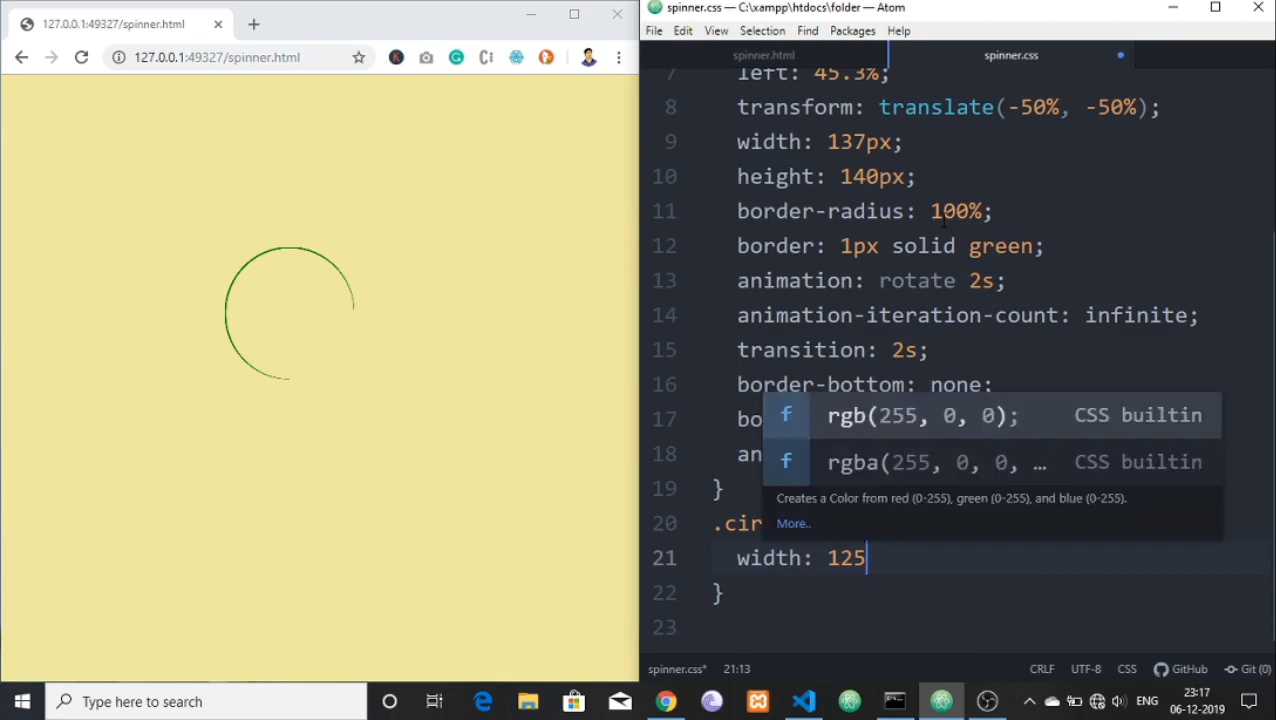 127.0.0.1:49327/spinner.html
127.0.0.1:49327/spinner.html
spinner.css — C:\xampp\htdocs\folder — Atom
File Edit View Selection Find Packages Help
spinner.html
spinner.css
7 left: 45.3%;
8 transform: translate(-50%, -50%);
9 width: 137px;
10 height: 140px;
11 border-radius: 100%;
12 border: 1px solid green;
13 animation: rotate 2s;
14 animation-iteration-count: infinite;
15 transition: 2s;
16 border-bottom: none;
17 bo
18 an
19 }
20 .cir
21 width: 125
22 }
23
f rgb(255, 0, 0); CSS builtin
f rgba(255, 0, 0, … CSS builtin
Creates a Color from red (0-255), green (0-255), and blue (0-255).
More..
spinner.css* 21:13 CRLF UTF-8 CSS GitHub Git (0)
Type here to search
ENG
23:17
06-12-2019